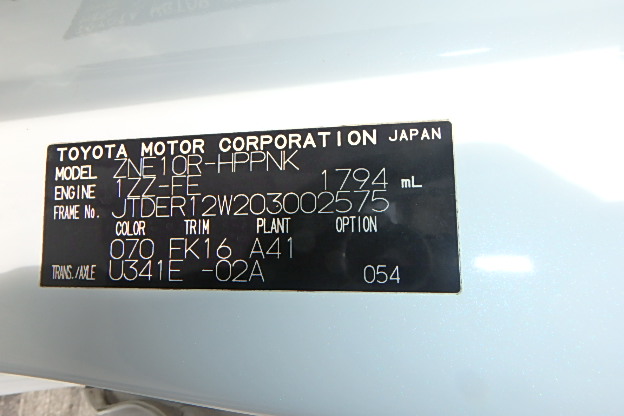 TOYOTA MOTOR CORPORATION JAPAN
MODEL ZNE10R-HPPNK
ENGINE 1ZZ-FE 1794 mL
FRAME No. JTDER12W203002575
COLOR TRIM PLANT OPTION
070 FK16 A41
TRANS./AXLE U341E -02A 054